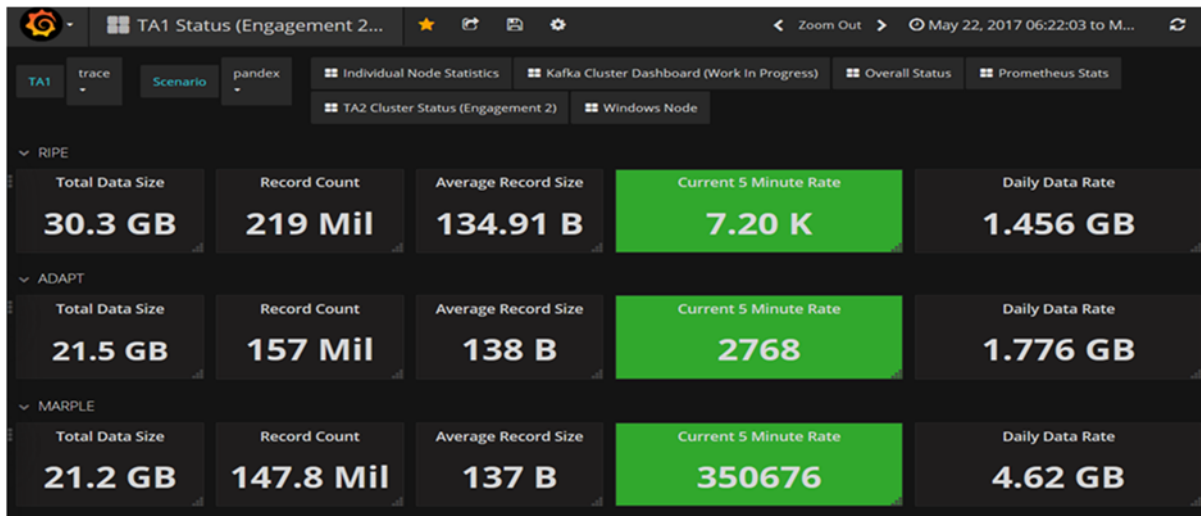 TA1 Status (Engagement 2... Zoom Out May 22, 2017 06:22:03 to M...
TA1 trace Scenario pandex Individual Node Statistics Kafka Cluster Dashboard (Work In Progress) Overall Status Prometheus Stats
TA2 Cluster Status (Engagement 2) Windows Node
RIPE
Total Data Size Record Count Average Record Size Current 5 Minute Rate Daily Data Rate
30.3 GB 219 Mil 134.91 B 7.20 K 1.456 GB
ADAPT
Total Data Size Record Count Average Record Size Current 5 Minute Rate Daily Data Rate
21.5 GB 157 Mil 138 B 2768 1.776 GB
MARPLE
Total Data Size Record Count Average Record Size Current 5 Minute Rate Daily Data Rate
21.2 GB 147.8 Mil 137 B 350676 4.62 GB